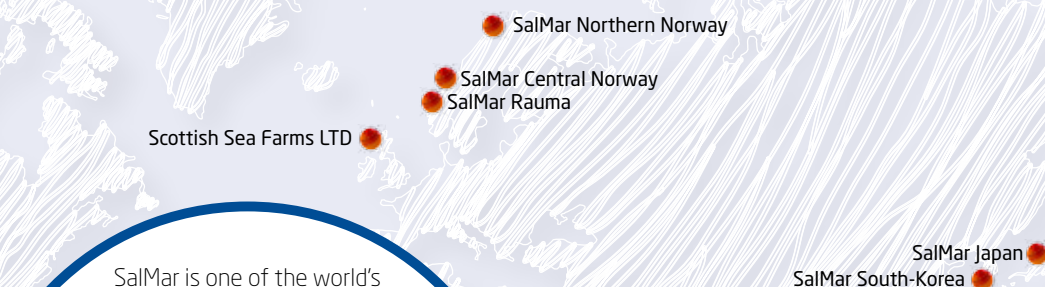 SalMar Northern Norway
SalMar Central Norway
SalMar Rauma
Scottish Sea Farms LTD
SalMar is one of the world's
SalMar Japan
SalMar South-Korea